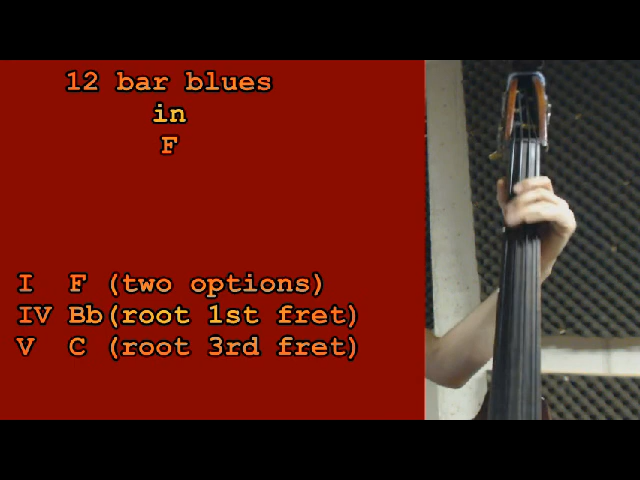 12 bar blues
in
F
I F (two options)
IV Bb(root 1st fret)
V C (root 3rd fret)